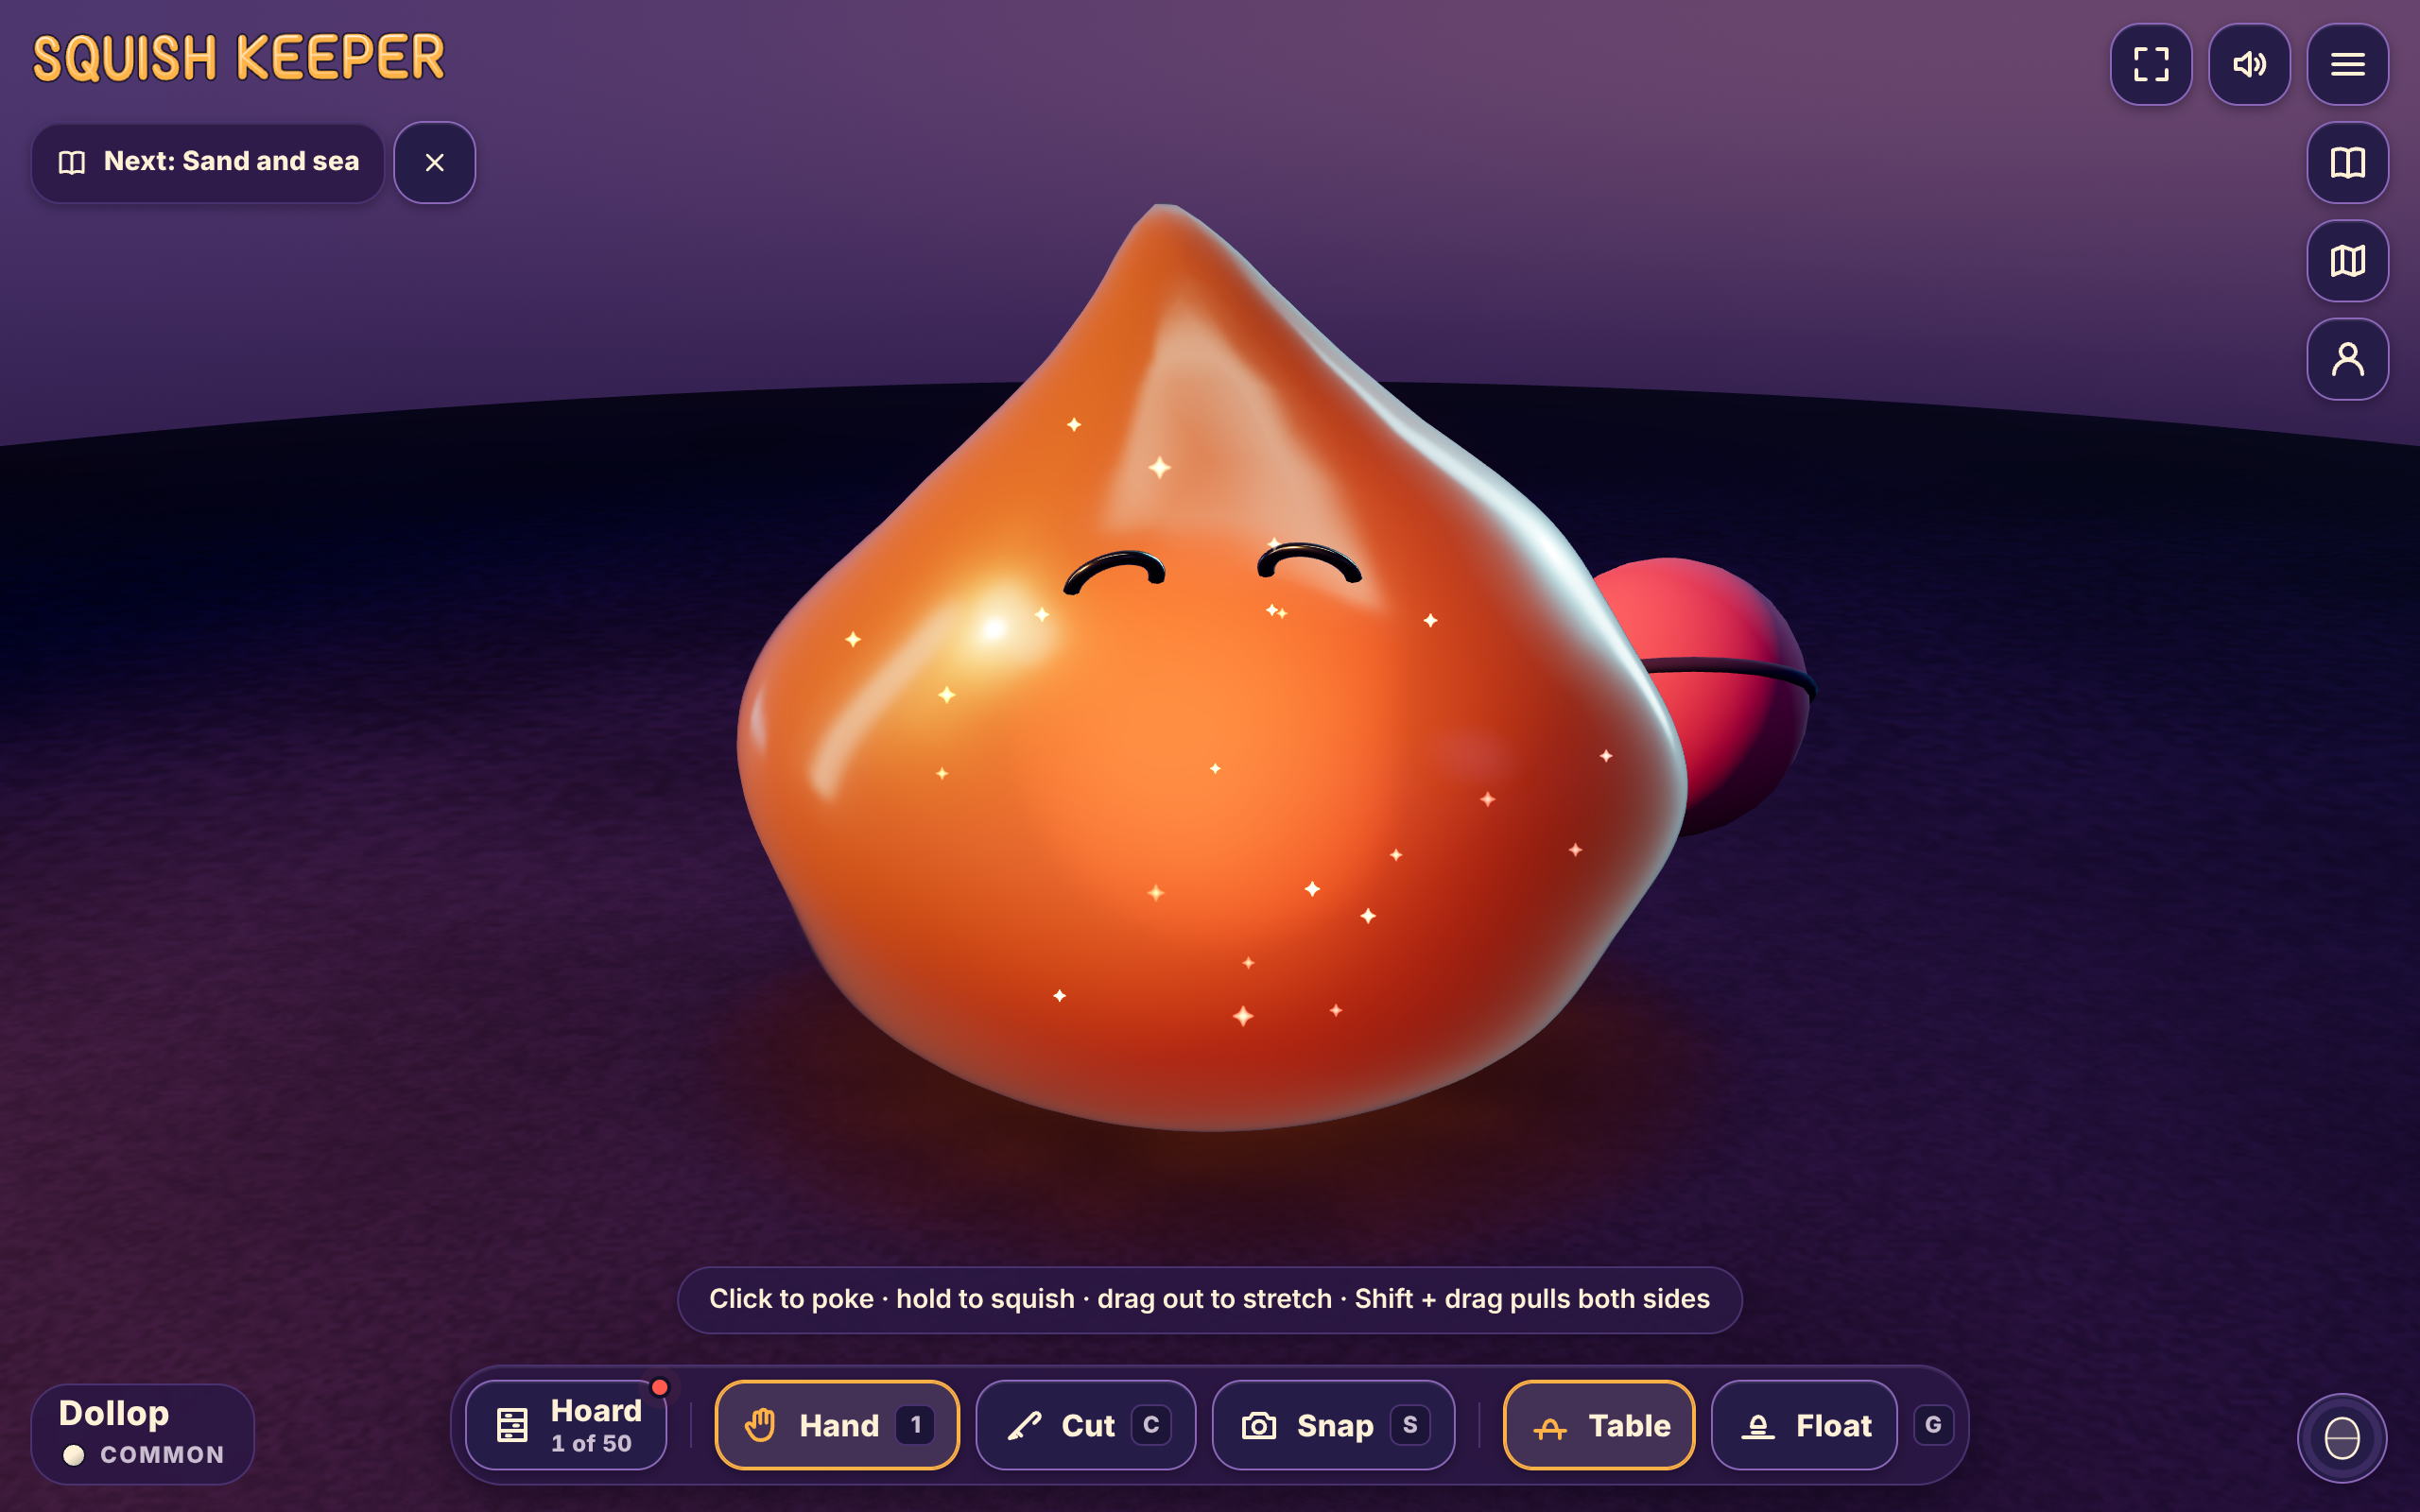 SQUISH KEEPER
Next: Sand and sea
Click to poke · hold to squish · drag out to stretch · Shift + drag pulls both sides
Dollop
COMMON
Hoard
1 of 50
Hand 1
Cut C
Snap S
Table
Float G